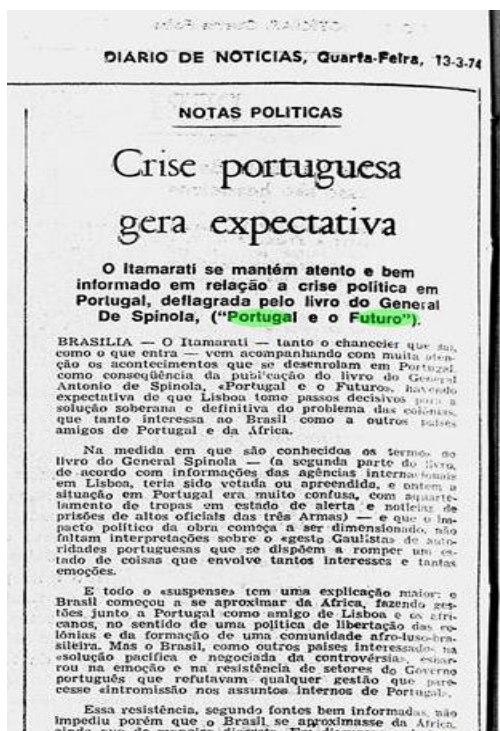 DIARIO DE NOTÍCIAS, Quarta-Feira, 13-3-74
NOTAS POLITICAS
Crise portuguesa
gera expectativa
O Itamarati se mantém atento e bem
informado em relação a crise política em
Portugal, deflagrada pelo livro do General
De Spinola, ("Portugal e o Futuro").
BRASILIA — O Itamarati — tanto o chanceler que sai,
como o que entra — vem acompanhando com muita aten-
ção os acontecimentos que se desenrolam em Portugal
como conseqüência da publicação do livro do General
Antonio de Spinola, «Portugal e o Futuro», havendo
expectativa de que Lisboa tome passos decisivos para a
solução soberana e definitiva do problema das colonias,
que tanto interessa ao Brasil como a outros países
amigos de Portugal e da África.
Na medida em que são conhecidos os termos do
livro do General Spinola — (a segunda parte do livro,
de acordo com informações das agências internacionais
em Lisboa, teria sido vetada ou apreendida, e ontem a
situação em Portugal era muito confusa, com aquarte-
lamento de tropas em estado de alerta e noticias de
prisões de altos oficiais das três Armas) — e que o im-
pacto político da obra começa a ser dimensionado, não
faltam interpretações sobre o «gesto Gaulista» de auto-
ridades portuguesas que se dispõem a romper um es-
tado de coisas que envolve tantos interesses e tantas
emoções.
E todo o «suspense» tem uma explicação maior: o
Brasil começou a se aproximar da África, fazendo ges-
tões junto a Portugal como amigo de Lisboa e os afri-
canos, no sentido de uma política de libertação das co-
lônias e da formação de uma comunidade afro-luso-bra-
sileira. Mas o Brasil, como outros países interessados na
«solução pacífica e negociada da controvérsia», esbar-
rou na emoção e na resistência de setores do Governo
português que refutavam qualquer gestão que pare-
cesse «intromissão nos assuntos internos de Portugal».
Essa resistência, segundo fontes bem informadas, não
impediu porém que o Brasil se aproximasse da África,